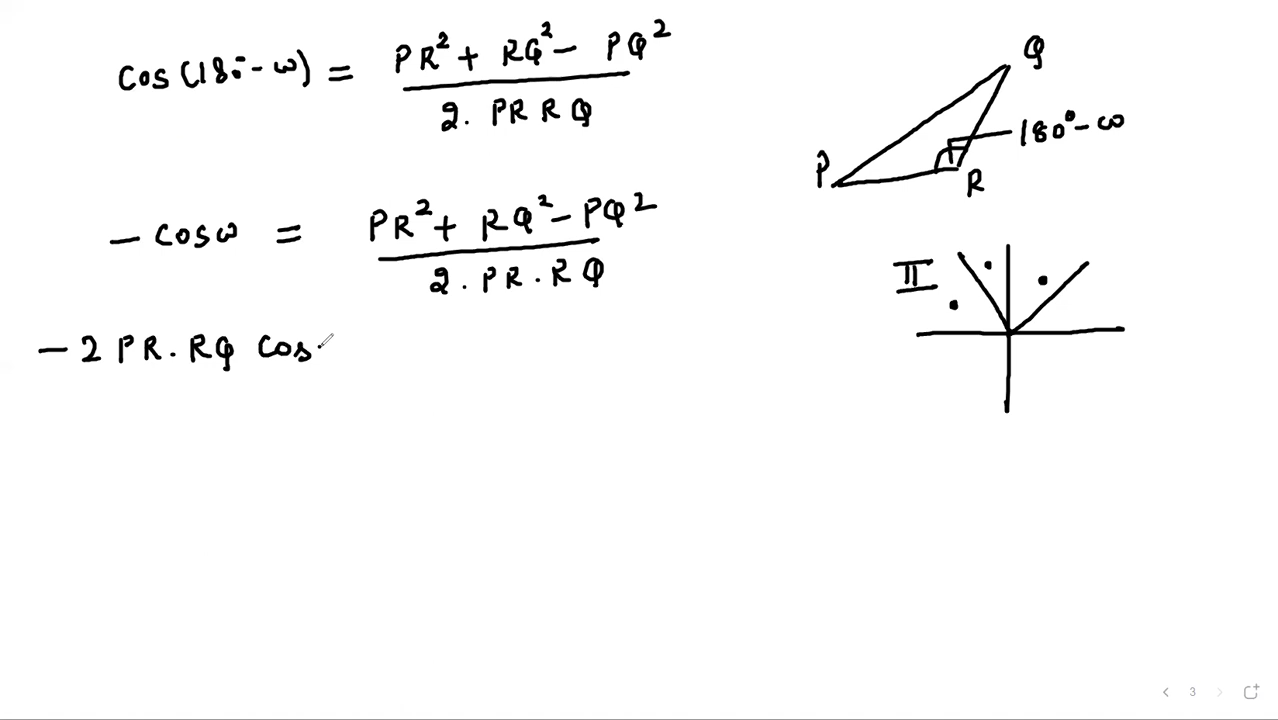 cos(180°-ω) = PR² + RQ² - PQ² / 2. PR RQ
-cosω = PR² + RQ² - PQ² / 2. PR . RQ
-2 PR. RQ cos
Q
180°-ω
P
R
II
3